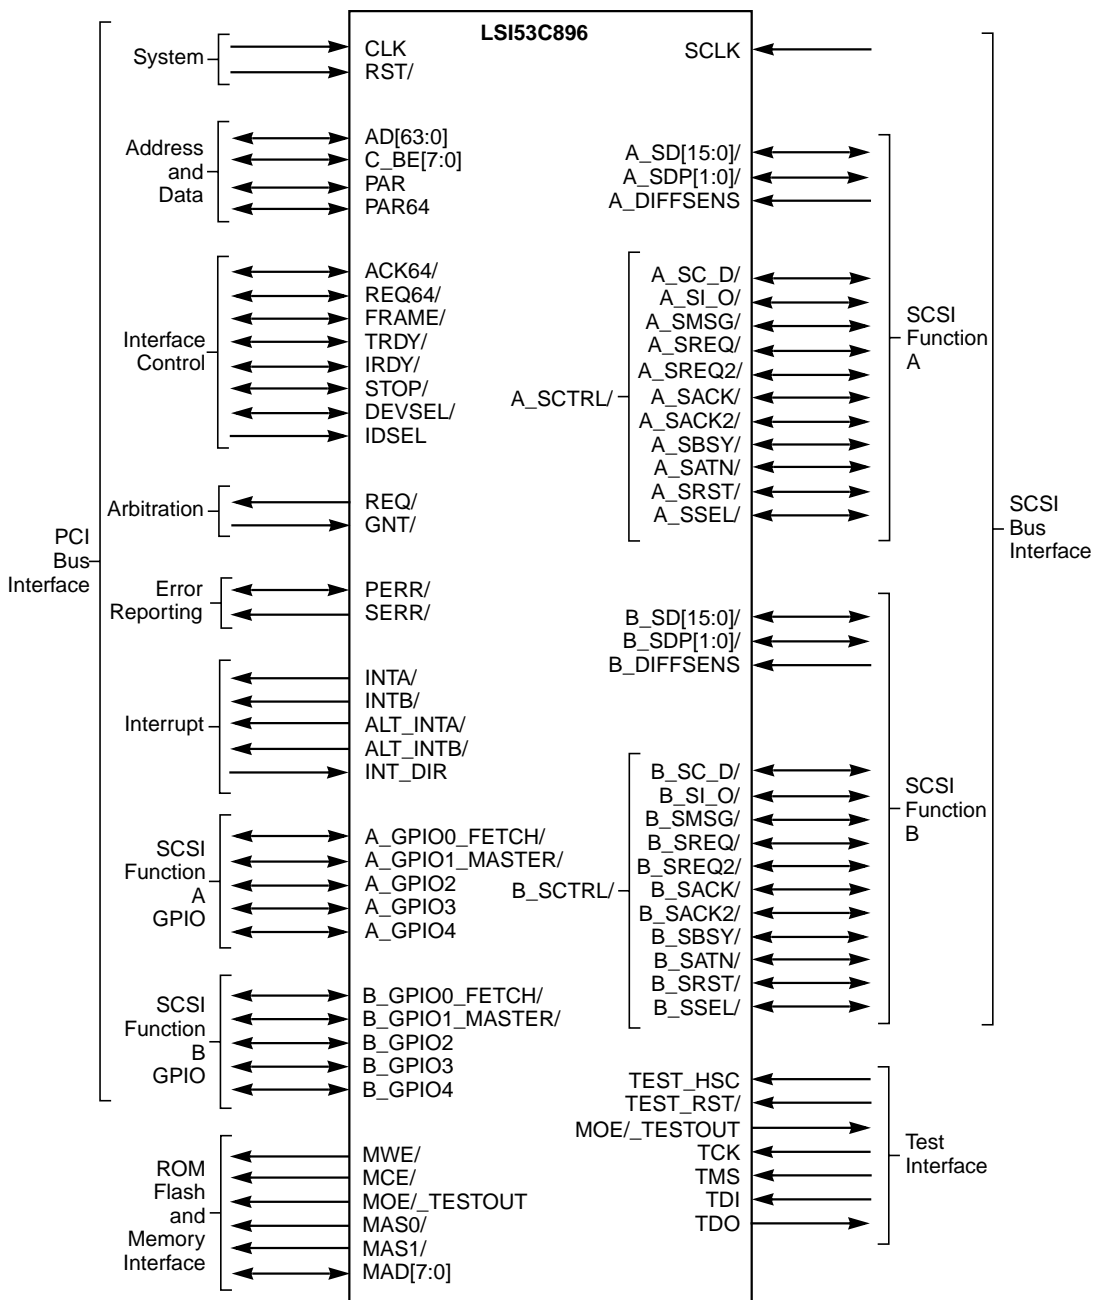 LSI53C896
System
CLK
RST/
Address
and
Data
AD[63:0]
C_BE[7:0]
PAR
PAR64
Interface
Control
ACK64/
REQ64/
FRAME/
TRDY/
IRDY/
STOP/
DEVSEL/
IDSEL
Arbitration
REQ/
GNT/
PCI
Bus
Interface
Error
Reporting
PERR/
SERR/
Interrupt
INTA/
INTB/
ALT_INTA/
ALT_INTB/
INT_DIR
SCSI
Function
A
GPIO
A_GPIO0_FETCH/
A_GPIO1_MASTER/
A_GPIO2
A_GPIO3
A_GPIO4
SCSI
Function
B
GPIO
B_GPIO0_FETCH/
B_GPIO1_MASTER/
B_GPIO2
B_GPIO3
B_GPIO4
ROM
Flash
and
Memory
Interface
MWE/
MCE/
MOE/_TESTOUT
MAS0/
MAS1/
MAD[7:0]
SCLK
A_SD[15:0]/
A_SDP[1:0]/
A_DIFFSENS
A_SCTRL/
A_SC_D/
A_SI_O/
A_SMSG/
A_SREQ/
A_SREQ2/
A_SACK/
A_SACK2/
A_SBSY/
A_SATN/
A_SRST/
A_SSEL/
SCSI
Function
A
SCSI
Bus
Interface
B_SD[15:0]/
B_SDP[1:0]/
B_DIFFSENS
B_SCTRL/
B_SC_D/
B_SI_O/
B_SMSG/
B_SREQ/
B_SREQ2/
B_SACK/
B_SACK2/
B_SBSY/
B_SATN/
B_SRST/
B_SSEL/
SCSI
Function
B
TEST_HSC
TEST_RST/
MOE/_TESTOUT
TCK
TMS
TDI
TDO
Test
Interface